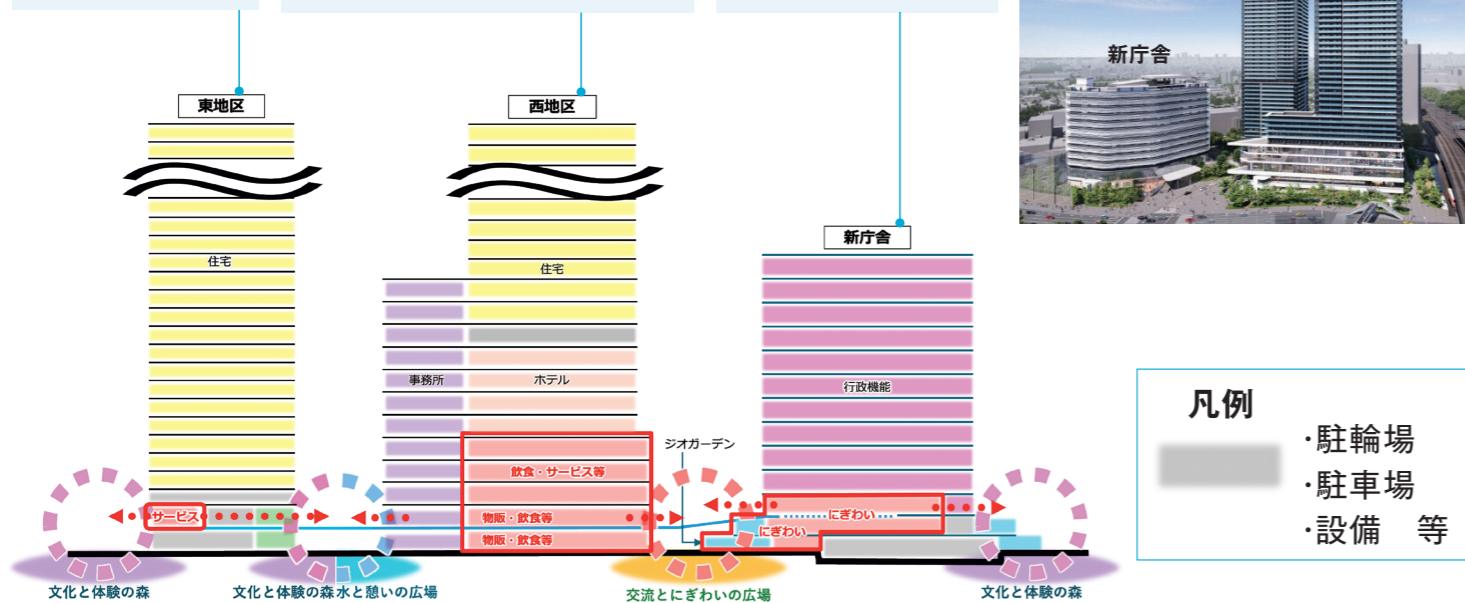 新庁舎
東地区
西地区
新庁舎
住宅
住宅
事務所
ホテル
行政機能
ジオガーデン
飲食・サービス等
サービス
物販・飲食等
にぎわい
にぎわい
物販・飲食等
文化と体験の森
文化と体験の森
水と憩いの広場
交流とにぎわいの広場
文化と体験の森
凡例
・駐輪場
・駐車場
・設備　等